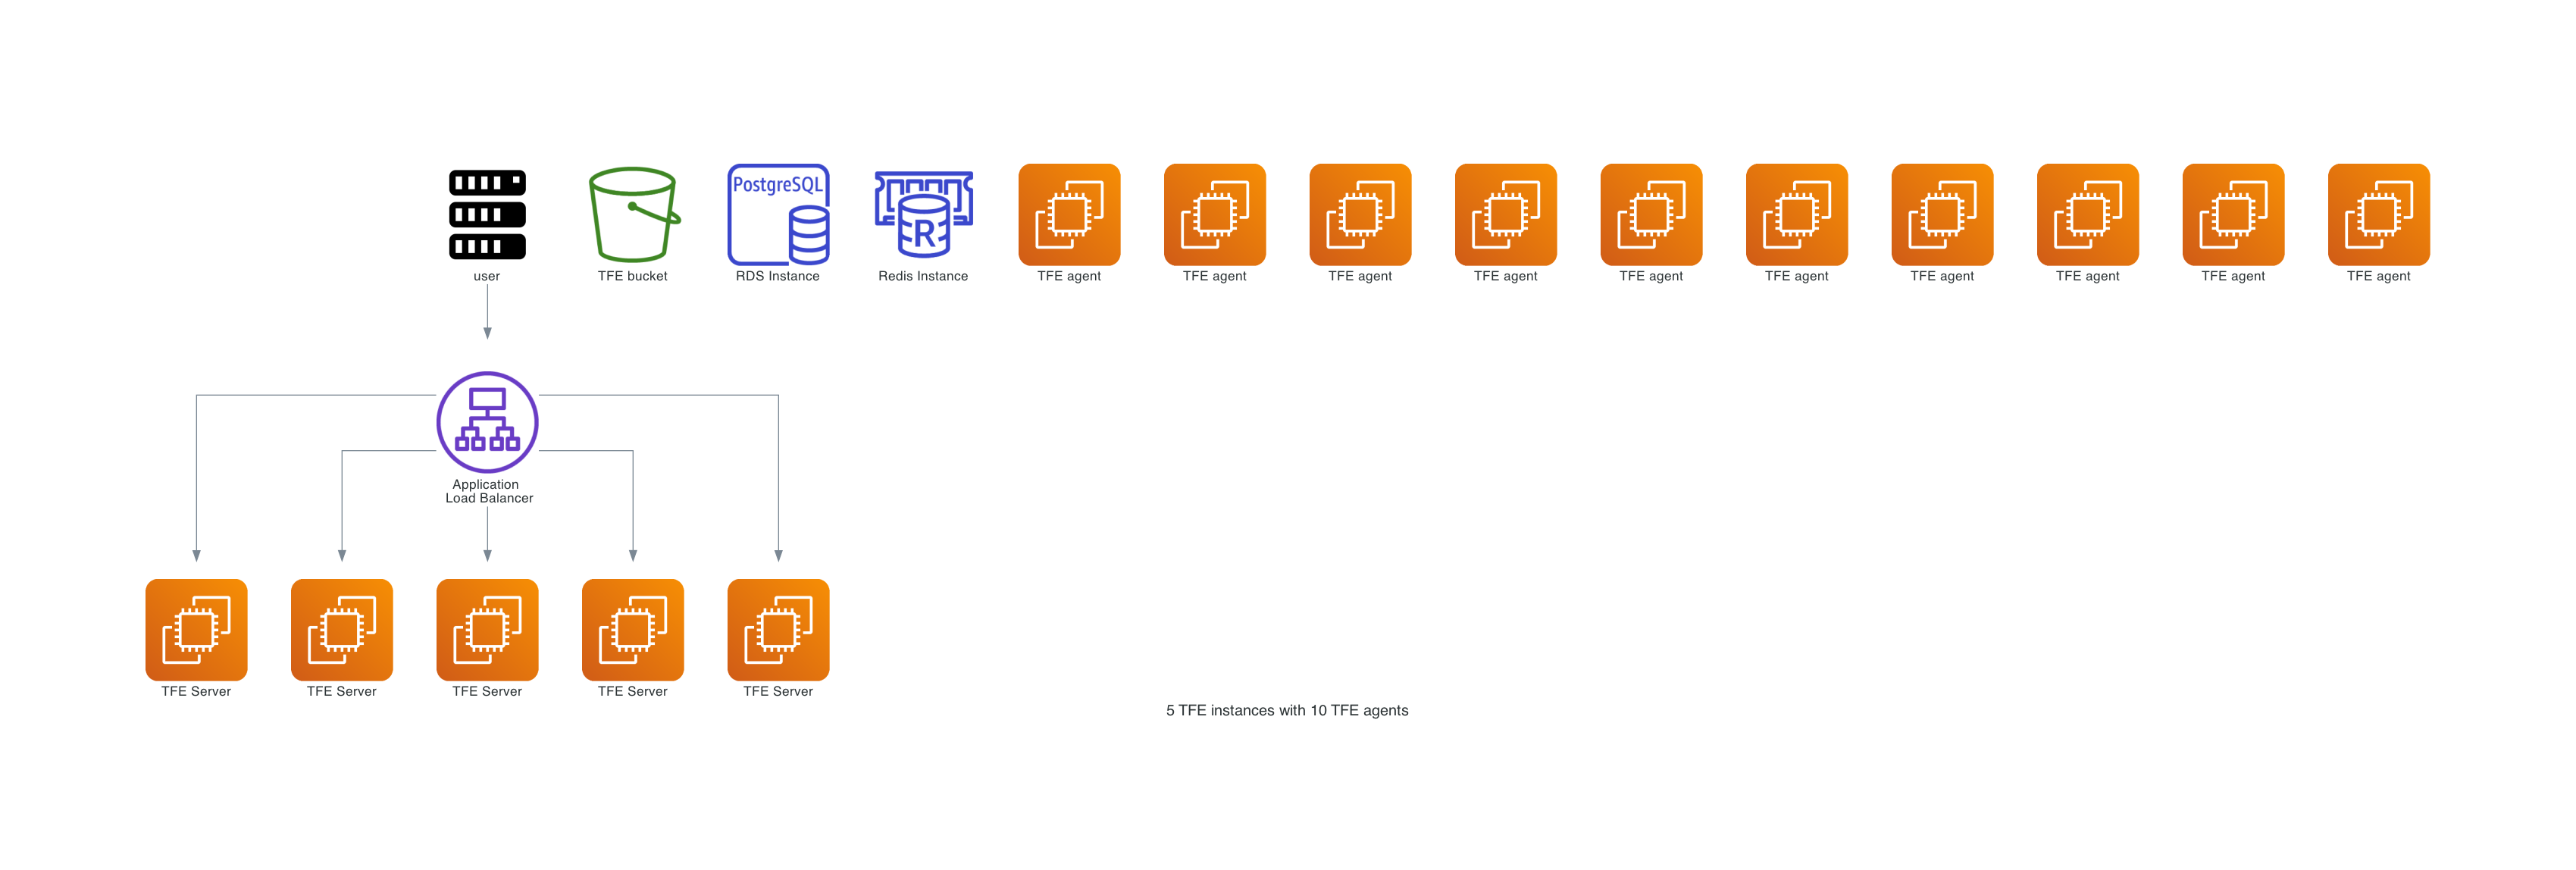 PostgreSQL
R
user
TFE bucket
RDS Instance
Redis Instance
TFE agent
TFE agent
TFE agent
TFE agent
TFE agent
TFE agent
TFE agent
TFE agent
TFE agent
TFE agent
Application
Load Balancer
TFE Server
TFE Server
TFE Server
TFE Server
TFE Server
5 TFE instances with 10 TFE agents